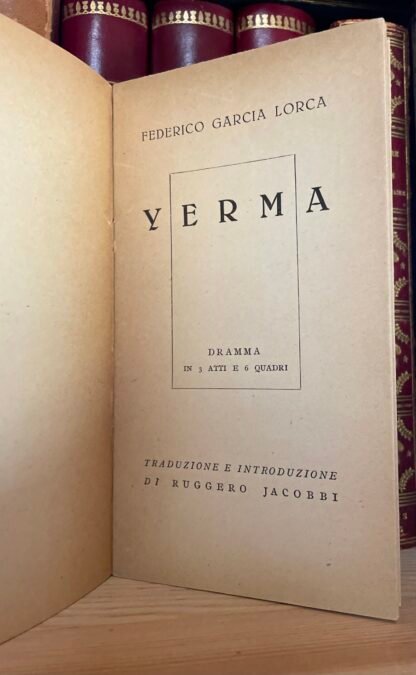 FEDERICO GARCIA LORCA
YERMA
DRAMMA
IN 3 ATTI E 6 QUADRI
TRADUZIONE E INTRODUZIONE
DI RUGGERO JACOBBI